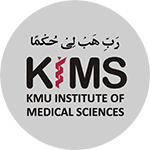 رَبِّ هَبْ لِیْ حُکْمًا
KIMS
KMU INSTITUTE OF
MEDICAL SCIENCES